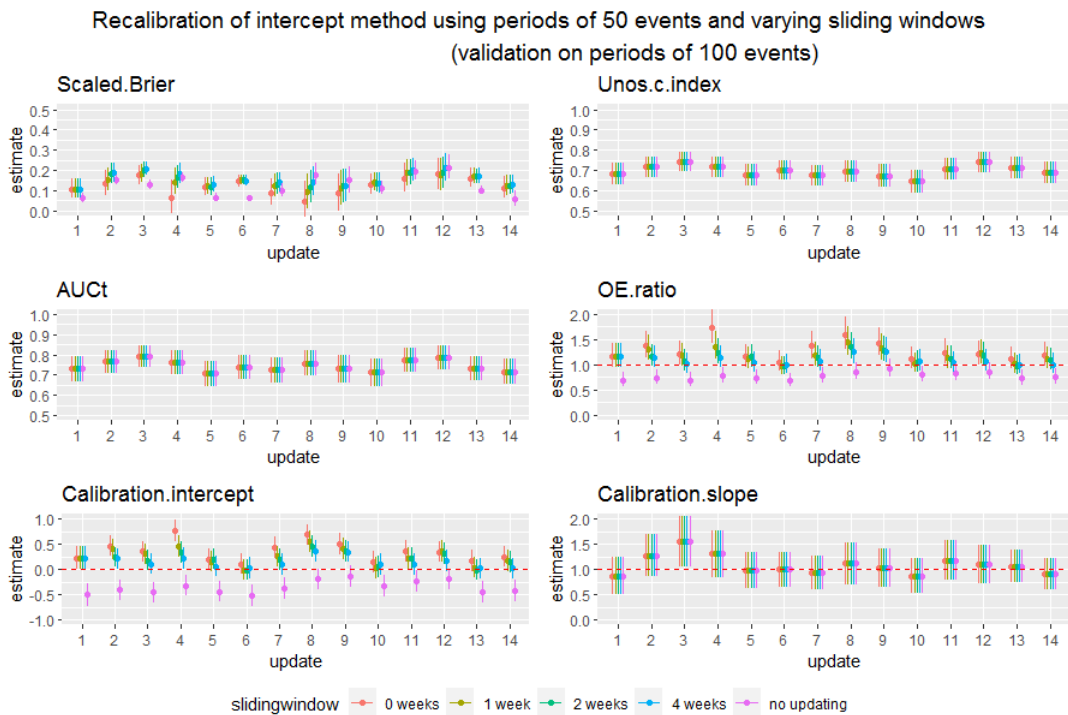 Recalibration of intercept method using periods of 50 events and varying sliding windows
(validation on periods of 100 events)
Scaled.Brier
estimate
0.5
0.4
0.3
0.2
0.1
0.0
1 2 3 4 5 6 7 8 9 10 11 12 13 14
update
Unos.c.index
estimate
1.0
0.9
0.8
0.7
0.6
0.5
1 2 3 4 5 6 7 8 9 10 11 12 13 14
update
AUCt
estimate
1.0
0.9
0.8
0.7
0.6
0.5
1 2 3 4 5 6 7 8 9 10 11 12 13 14
update
OE.ratio
estimate
2.0
1.5
1.0
0.5
0.0
1 2 3 4 5 6 7 8 9 10 11 12 13 14
update
Calibration.intercept
estimate
1.0
0.5
0.0
-0.5
-1.0
1 2 3 4 5 6 7 8 9 10 11 12 13 14
update
Calibration.slope
estimate
2.0
1.5
1.0
0.5
0.0
1 2 3 4 5 6 7 8 9 10 11 12 13 14
update
slidingwindow 0 weeks 1 week 2 weeks 4 weeks no updating